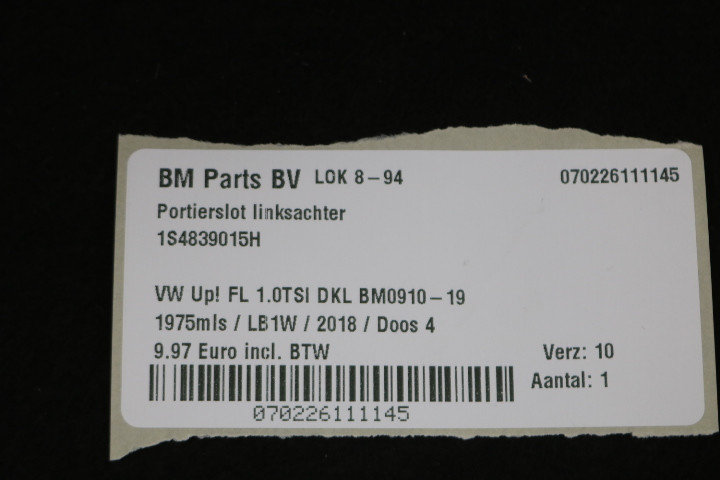 BM Parts BV LOK 8-94 070226111145
Portierslot linksachter
1S4839015H
VW Up! FL 1.0TSI DKL BM0910-19
1975mls / LB1W / 2018 / Doos 4
9.97 Euro incl. BTW Verz: 10
Aantal: 1
070226111145